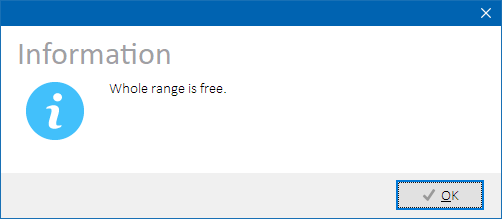 Information
Whole range is free.
OK